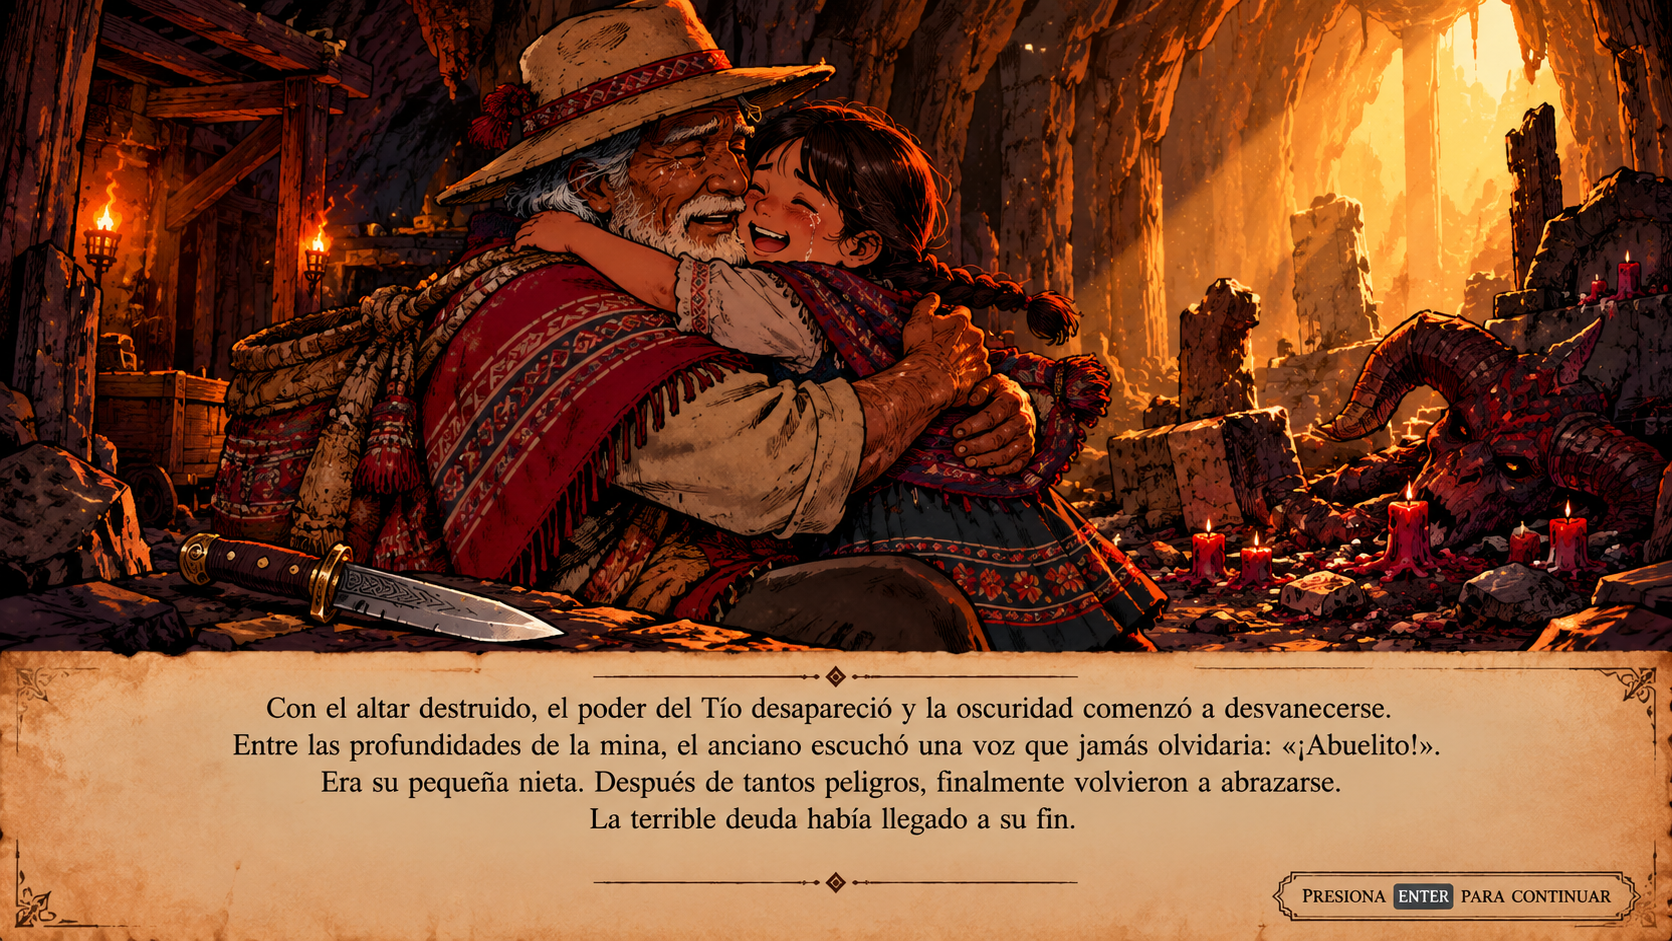 Con el altar destruido, el poder del Tío desapareció y la oscuridad comenzó a desvanecerse.
Entre las profundidades de la mina, el anciano escuchó una voz que jamás olvidaria: «¡Abuelito!».
Era su pequeña nieta. Después de tantos peligros, finalmente volvieron a abrazarse.
La terrible deuda había llegado a su fin.
PRESIONA ENTER PARA CONTINUAR